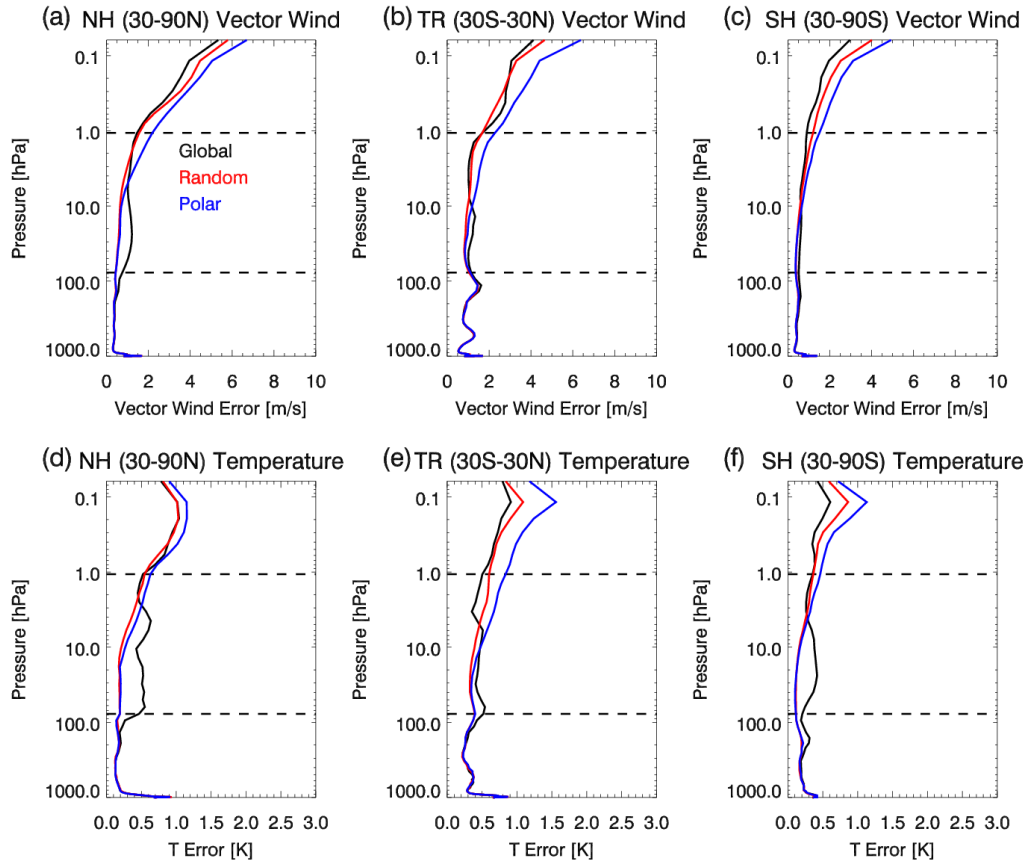 (a) NH (30-90N) Vector Wind
(b) TR (30S-30N) Vector Wind
(c) SH (30-90S) Vector Wind
Pressure [hPa]
0.1
1.0
10.0
100.0
1000.0
Global
Random
Polar
0 2 4 6 8 10
Vector Wind Error [m/s]
Pressure [hPa]
0.1
1.0
10.0
100.0
1000.0
0 2 4 6 8 10
Vector Wind Error [m/s]
Pressure [hPa]
0.1
1.0
10.0
100.0
1000.0
0 2 4 6 8 10
Vector Wind Error [m/s]
(d) NH (30-90N) Temperature
(e) TR (30S-30N) Temperature
(f) SH (30-90S) Temperature
Pressure [hPa]
0.1
1.0
10.0
100.0
1000.0
0.0 0.5 1.0 1.5 2.0 2.5 3.0
T Error [K]
Pressure [hPa]
0.1
1.0
10.0
100.0
1000.0
0.0 0.5 1.0 1.5 2.0 2.5 3.0
T Error [K]
Pressure [hPa]
0.1
1.0
10.0
100.0
1000.0
0.0 0.5 1.0 1.5 2.0 2.5 3.0
T Error [K]